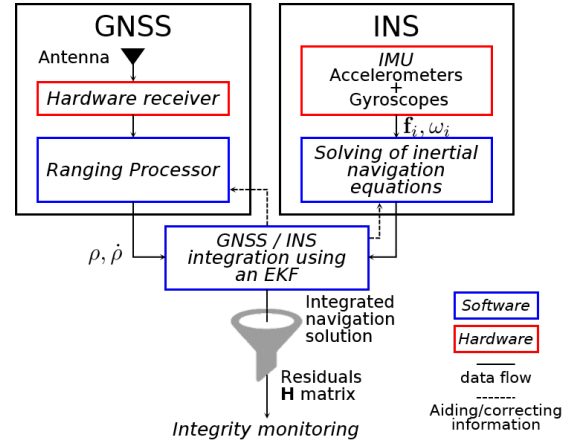 GNSS
Antenna
Hardware receiver
Ranging Processor
INS
IMU
Accelerometers
+
Gyroscopes
𝐟ᵢ, ωᵢ
Solving of inertial
navigation
equations
ρ, ρ̇
GNSS / INS
integration using
an EKF
Integrated
navigation
solution
Residuals
H matrix
Integrity monitoring
Software
Hardware
data flow
Aiding/correcting
information